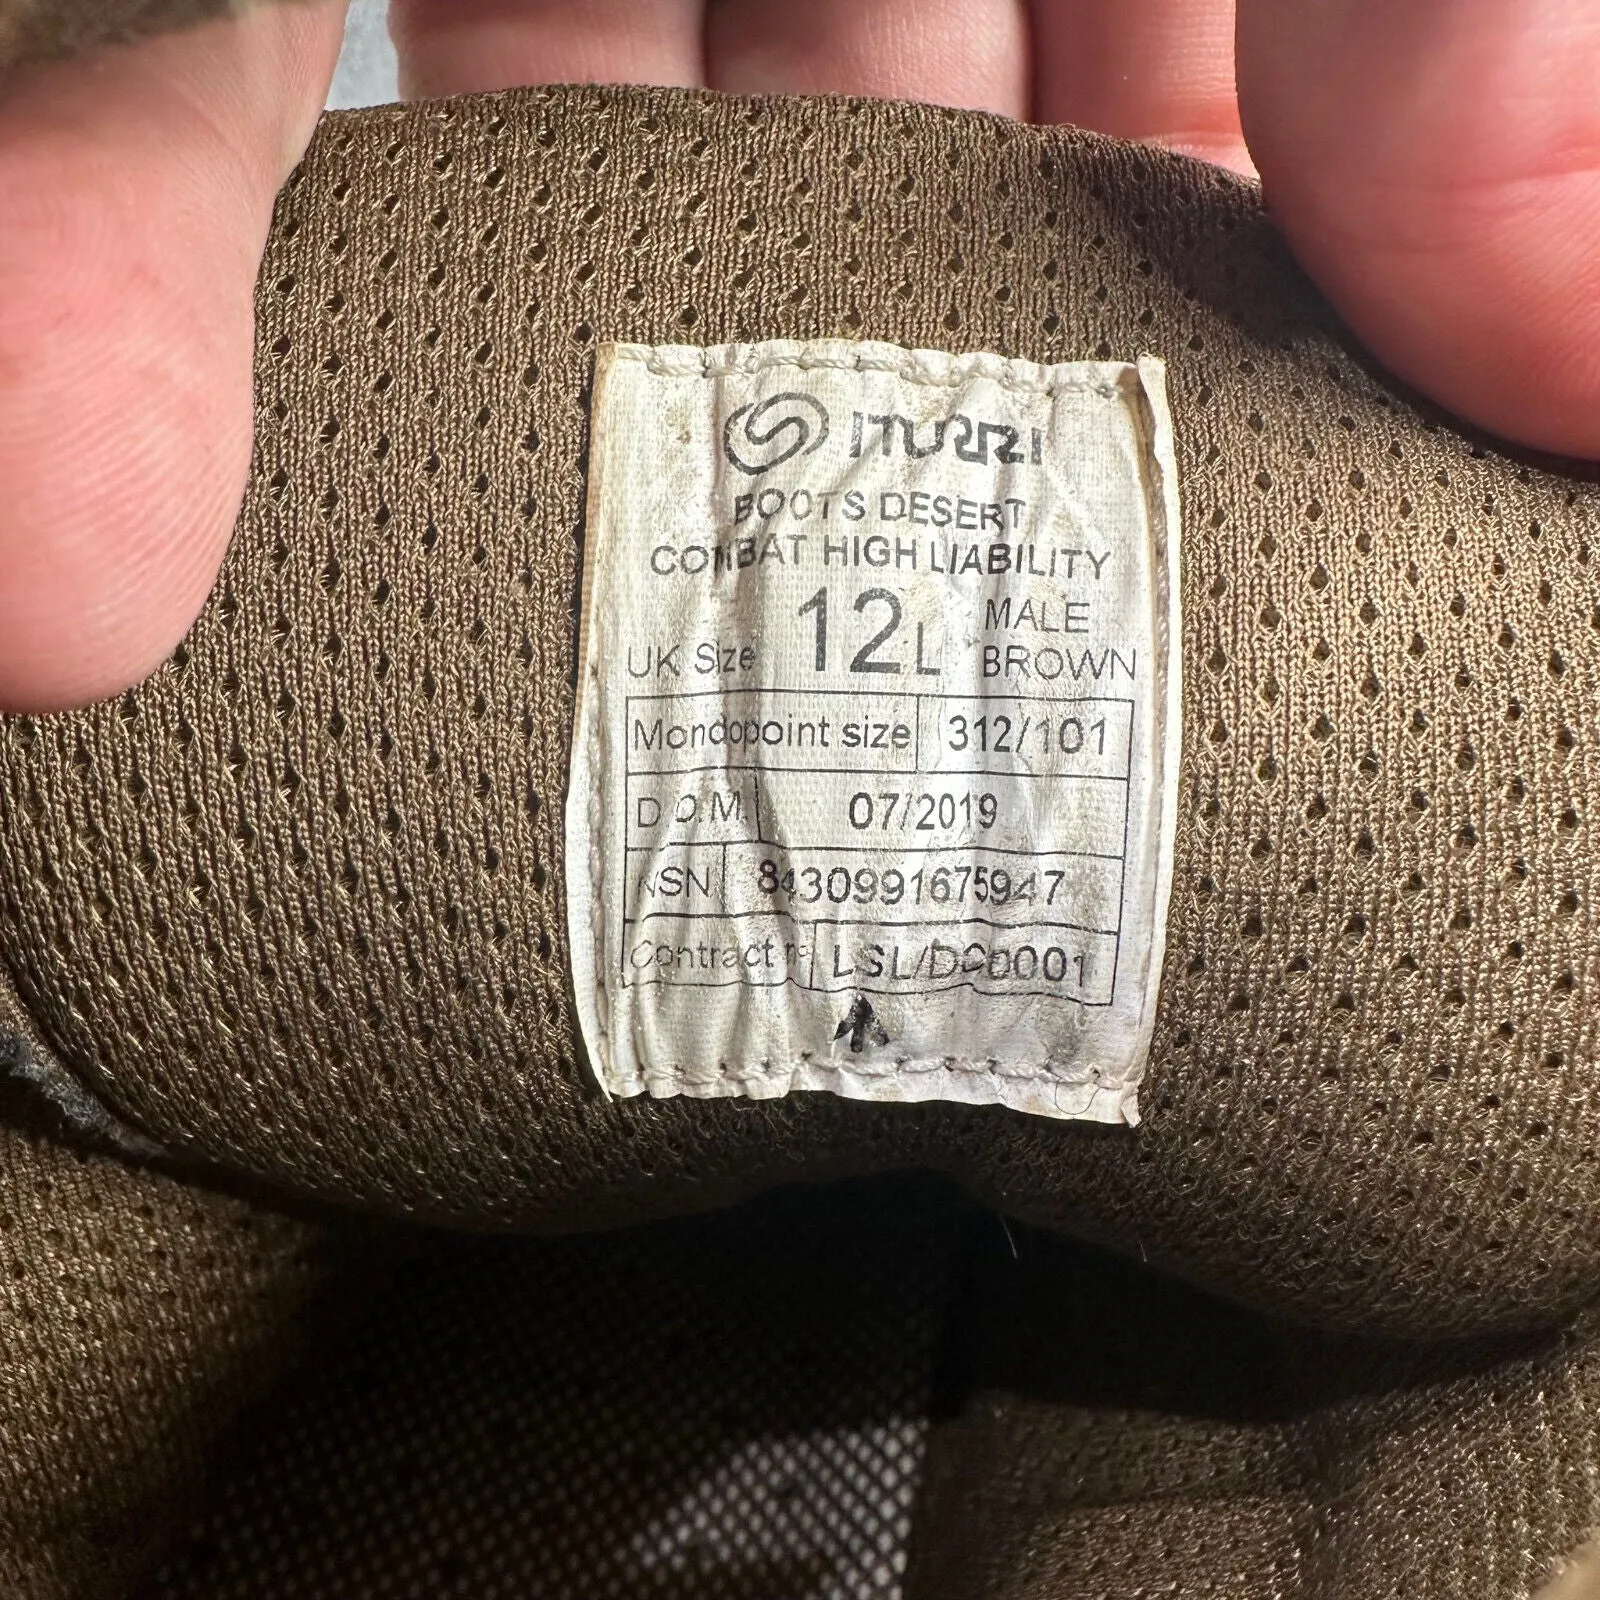 ITURRI
BOOTS DESERT
COMBAT HIGH LIABILITY
UK Size 12L MALE BROWN
Mondopoint size 312/101
D.O.M. 07/2019
NSN 8430991675947
Contract nº LSL/DC0001